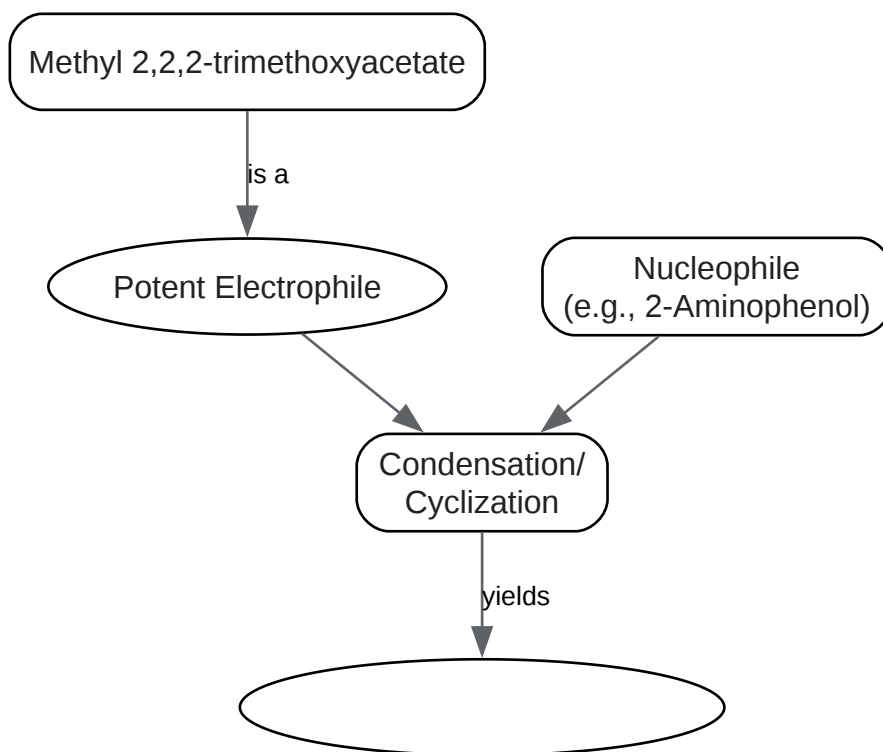 Methyl 2,2,2-trimethoxyacetate
is a
Potent Electrophile
Nucleophile
(e.g., 2-Aminophenol)
Condensation/
Cyclization
yields